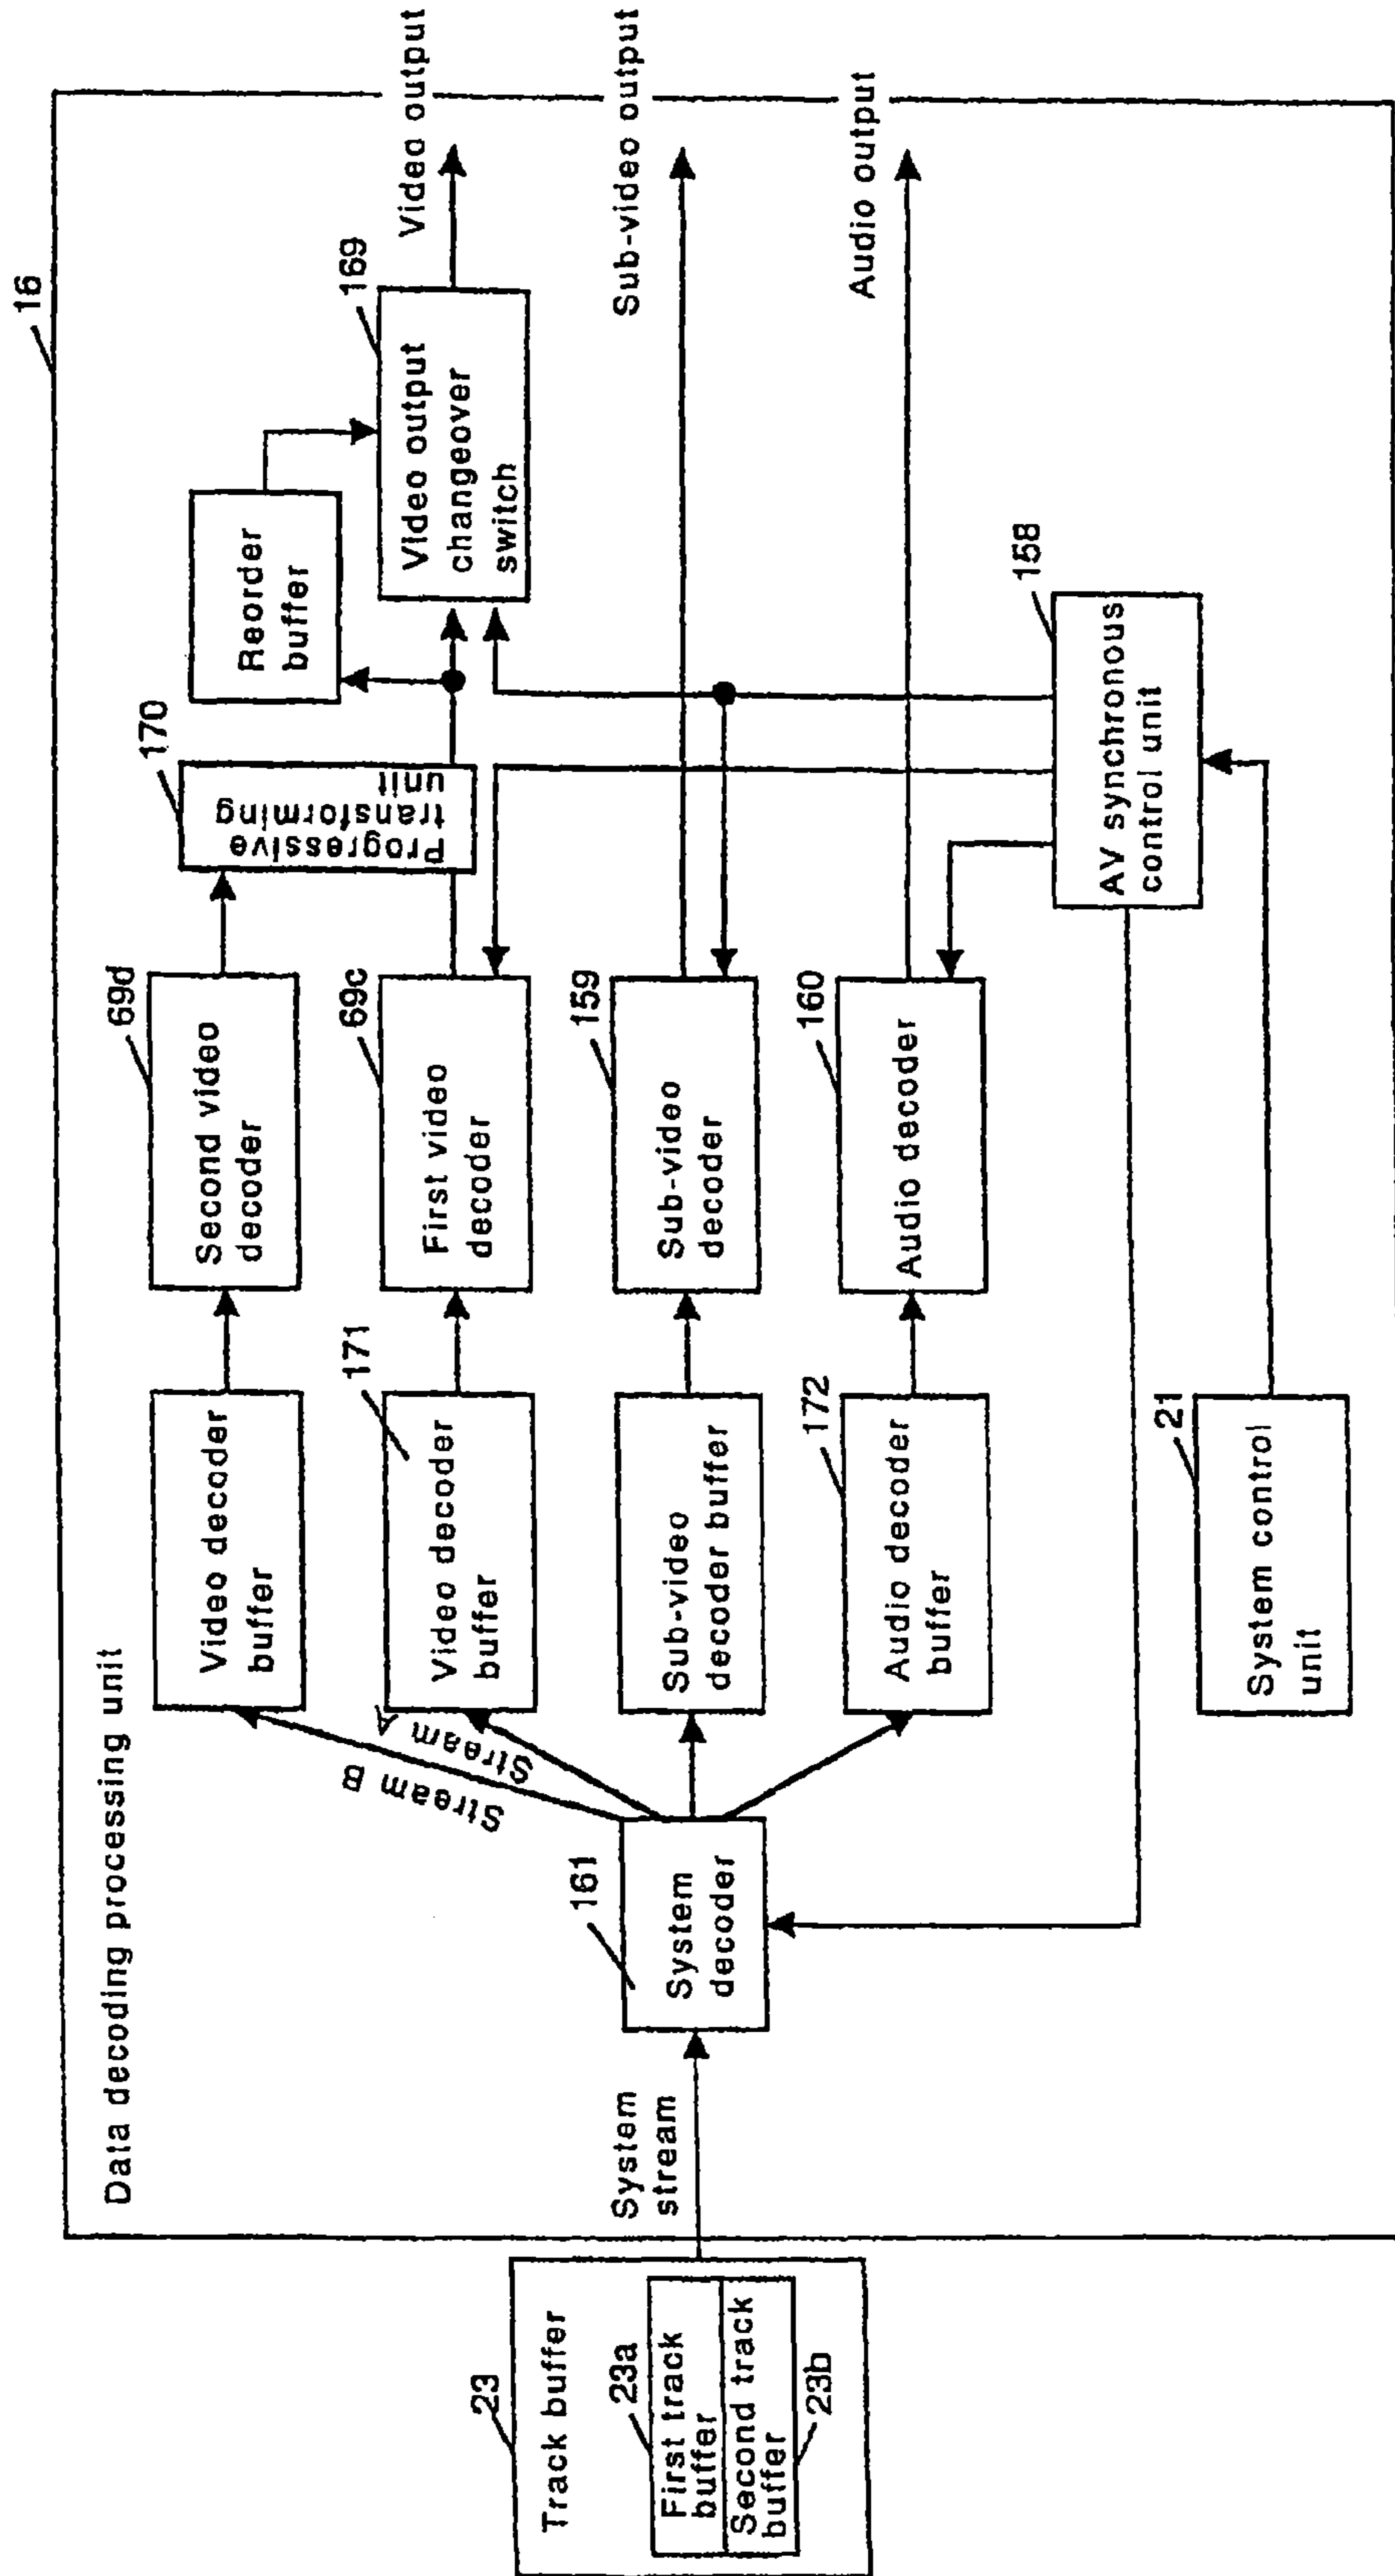 16
Data decoding processing unit
23
Track buffer
23a
First track
buffer
Second track
buffer
23b
System
stream
161
System
decoder
Stream B
Stream A
Video decoder
buffer
171
Video decoder
buffer
Sub-video
decoder buffer
172
Audio decoder
buffer
21
System control
unit
69d
Second video
decoder
69c
First video
decoder
159
Sub-video
decoder
160
Audio decoder
170
Progressive
transforming
unit
Reorder
buffer
169
Video output
changeover
switch
158
AV synchronous
control unit
Video output
Sub-video output
Audio output